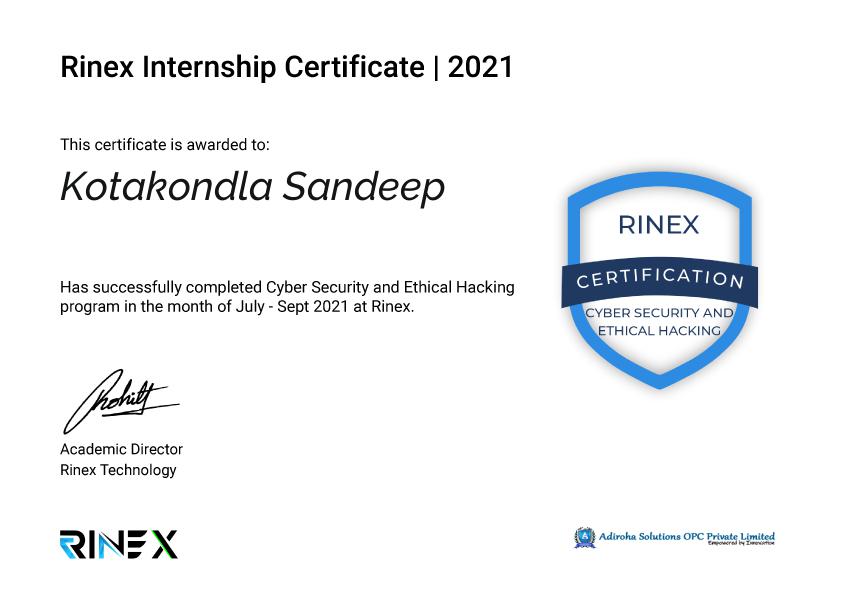 Rinex Internship Certificate | 2021
This certificate is awarded to:
Kotakondla Sandeep
RINEX
CERTIFICATION
CYBER SECURITY AND
ETHICAL HACKING
Has successfully completed Cyber Security and Ethical Hacking
program in the month of July - Sept 2021 at Rinex.
Academic Director
Rinex Technology
RINEX
Adiroha Solutions OPC Private Limited
Empowered by Innovation